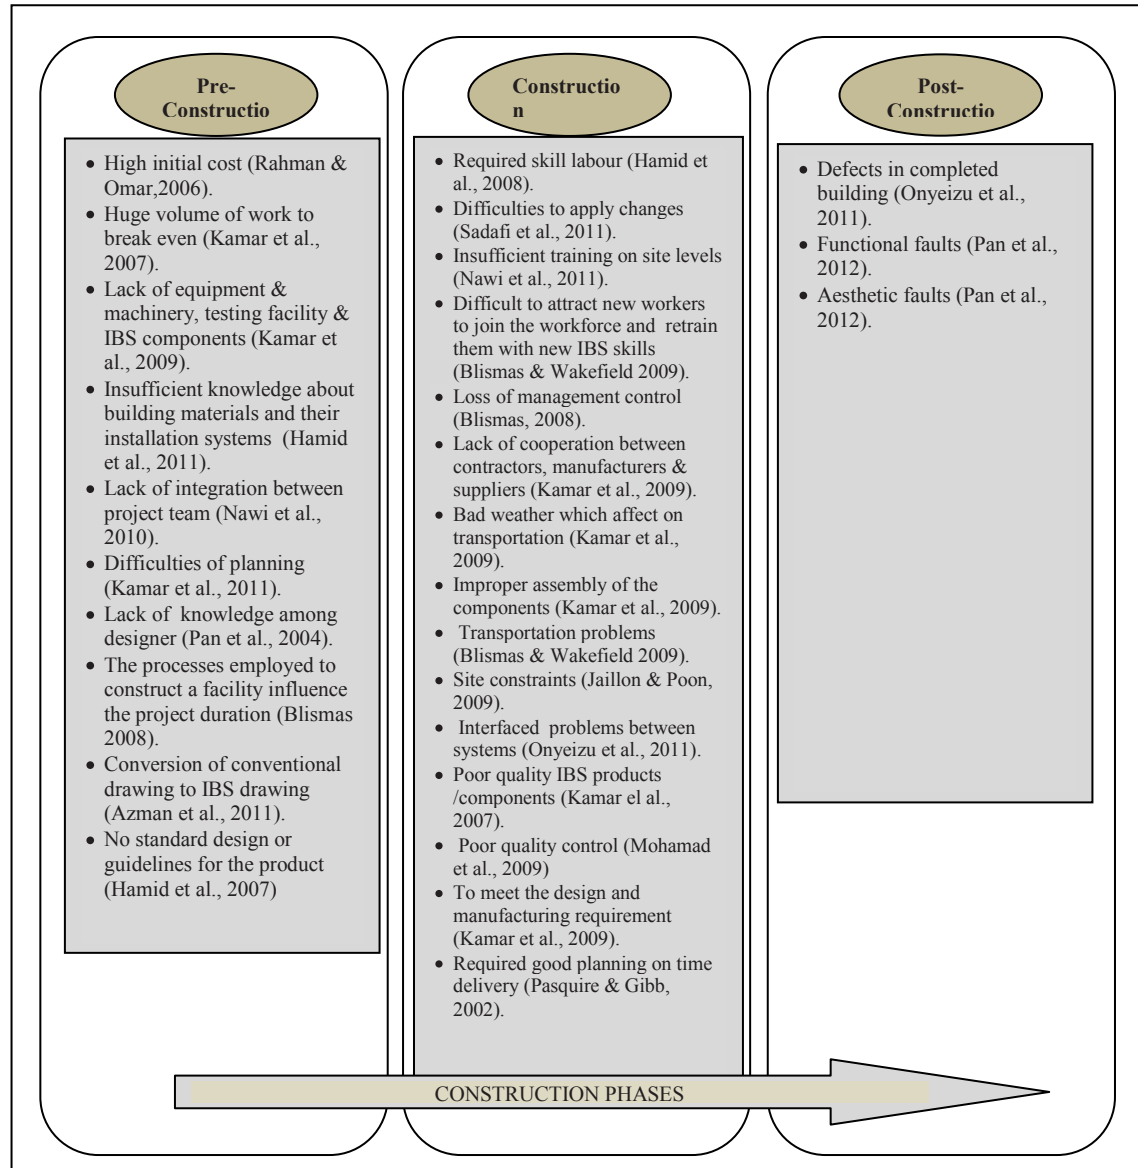 Pre-
Constructio
• High initial cost (Rahman &
Omar,2006).
• Huge volume of work to
break even (Kamar et al.,
2007).
• Lack of equipment &
machinery, testing facility &
IBS components (Kamar et
al., 2009).
• Insufficient knowledge about
building materials and their
installation systems (Hamid
et al., 2011).
• Lack of integration between
project team (Nawi et al.,
2010).
• Difficulties of planning
(Kamar et al., 2011).
• Lack of knowledge among
designer (Pan et al., 2004).
• The processes employed to
construct a facility influence
the project duration (Blismas
2008).
• Conversion of conventional
drawing to IBS drawing
(Azman et al., 2011).
• No standard design or
guidelines for the product
(Hamid et al., 2007)
Constructio
n
• Required skill labour (Hamid et
al., 2008).
• Difficulties to apply changes
(Sadafi et al., 2011).
• Insufficient training on site levels
(Nawi et al., 2011).
• Difficult to attract new workers
to join the workforce and retrain
them with new IBS skills
(Blismas & Wakefield 2009).
• Loss of management control
(Blismas, 2008).
• Lack of cooperation between
contractors, manufacturers &
suppliers (Kamar et al., 2009).
• Bad weather which affect on
transportation (Kamar et al.,
2009).
• Improper assembly of the
components (Kamar et al., 2009).
• Transportation problems
(Blismas & Wakefield 2009).
• Site constraints (Jaillon & Poon,
2009).
• Interfaced problems between
systems (Onyeizu et al., 2011).
• Poor quality IBS products
/components (Kamar el al.,
2007).
• Poor quality control (Mohamad
et al., 2009)
• To meet the design and
manufacturing requirement
(Kamar et al., 2009).
• Required good planning on time
delivery (Pasquire & Gibb,
2002).
Post-
Constructio
• Defects in completed
building (Onyeizu et al.,
2011).
• Functional faults (Pan et al.,
2012).
• Aesthetic faults (Pan et al.,
2012).
CONSTRUCTION PHASES